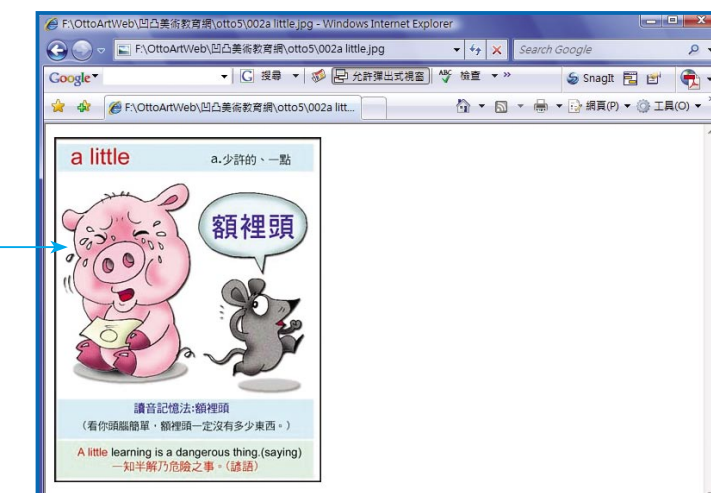 F:\OttoArtWeb\凹凸美術教育網\otto5\002a little.jpg - Windows Internet Explorer
F:\OttoArtWeb\凹凸美術教育網\otto5\002a little.jpg
Search Google
Google
G 搜尋
允許彈出式視窗
ABC 檢查
»
SnagIt
F:\OttoArtWeb\凹凸美術教育網\otto5\002a litt...
網頁(P)
工具(O)
»
a little
a.少許的、一點
額裡頭
讀音記憶法:額裡頭
(看你頭腦簡單,額裡頭一定沒有多少東西。)
A little learning is a dangerous thing.(saying)
一知半解乃危險之事。(諺語)